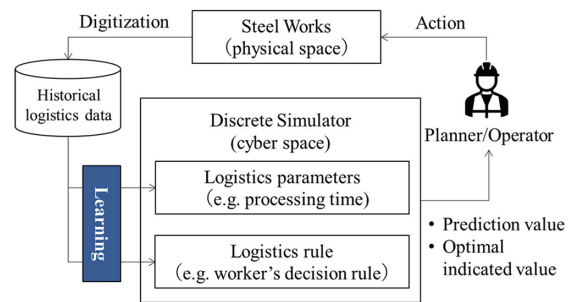 Digitization
Steel Works
(physical space)
Action
Historical
logistics data
Discrete Simulator
(cyber space)
Planner/Operator
Learning
Logistics parameters
(e.g. processing time)
Logistics rule
(e.g. worker's decision rule)
• Prediction value
• Optimal
indicated value